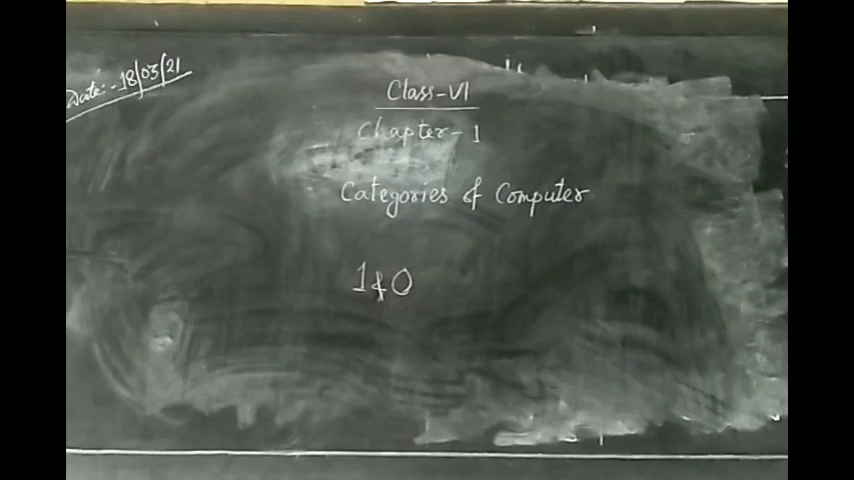 Date:-18/03/21
Class-VI
Chapter-1
Categories of Computer
1 & 0